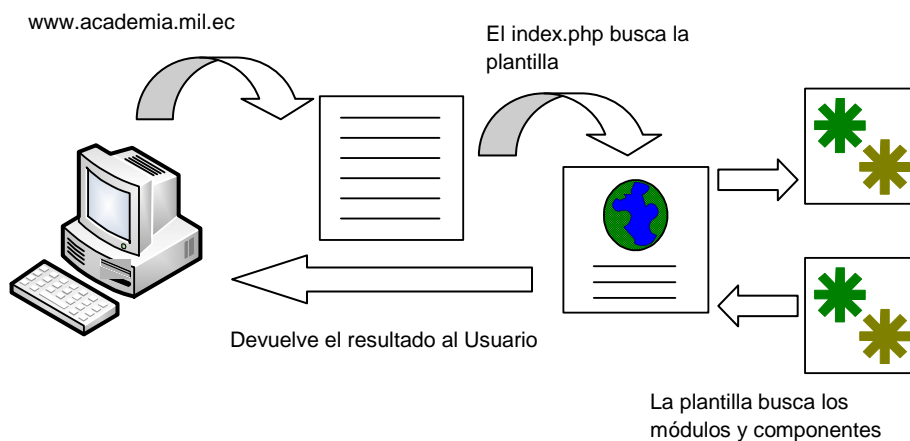 www.academia.mil.ec
El index.php busca la
plantilla
Devuelve el resultado al Usuario
La plantilla busca los
módulos y componentes